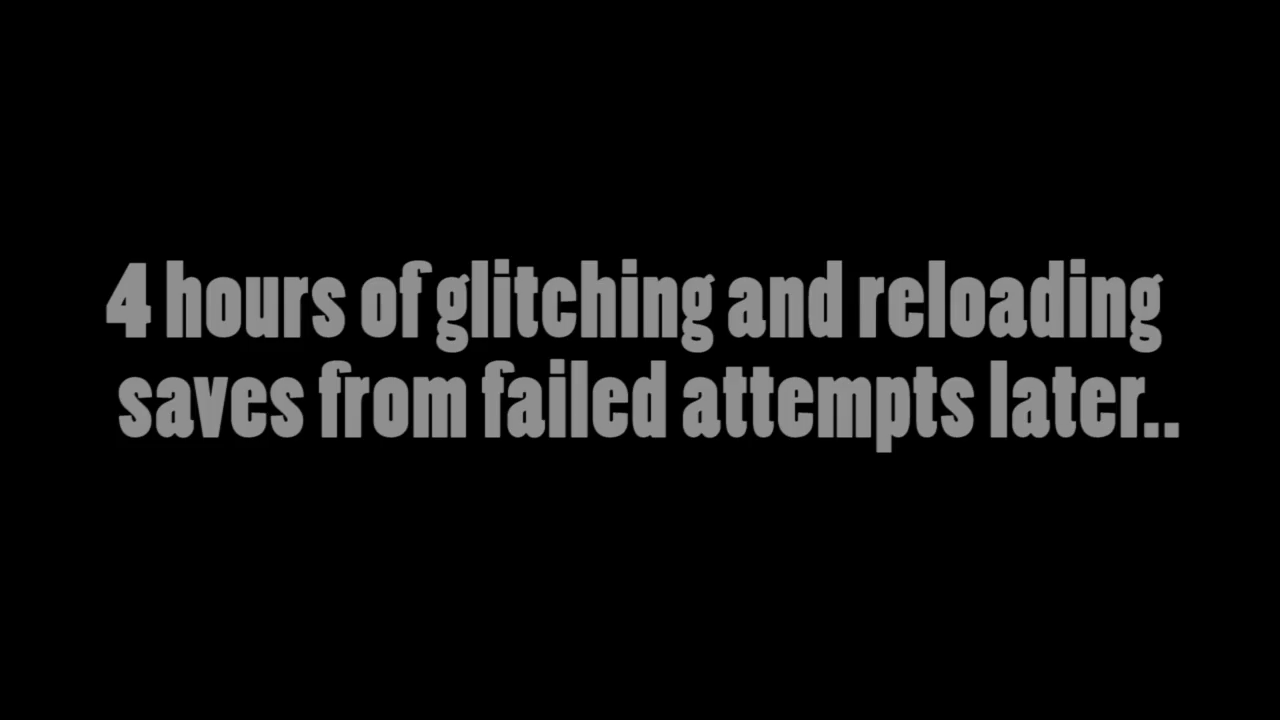 4 hours of glitching and reloading
saves from failed attempts later..